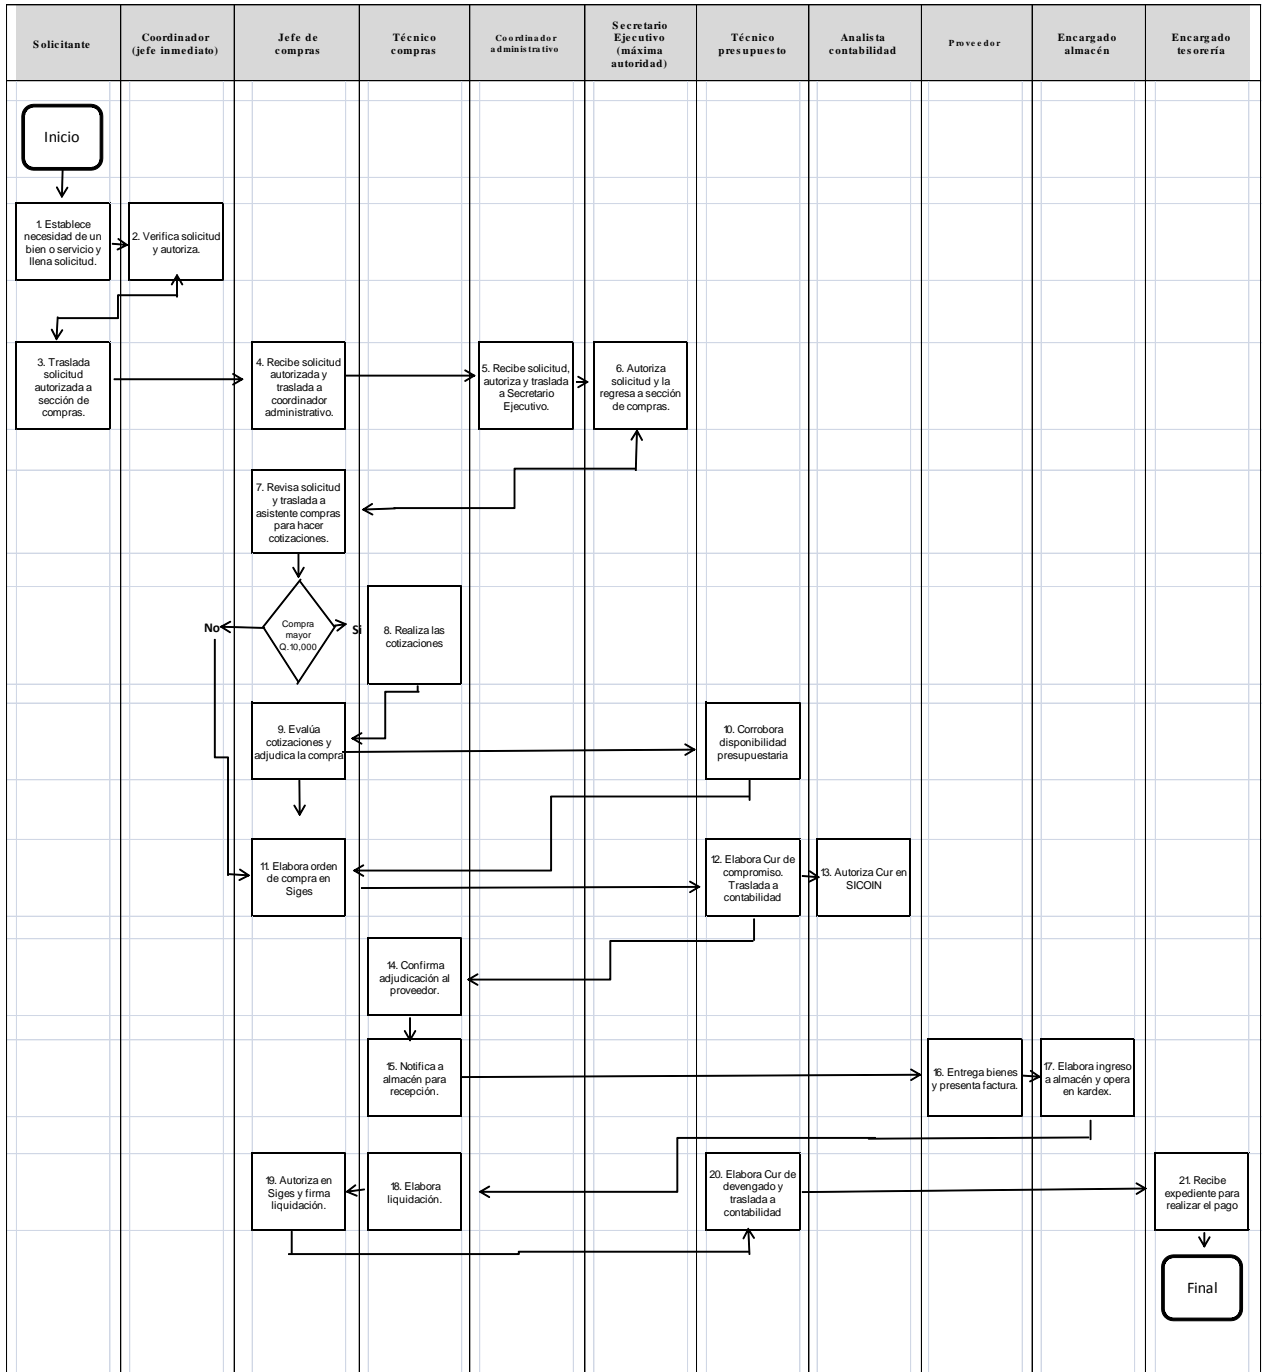 Solicitante
Coordinador
(jefe inmediato)
Jefe de
compras
Técnico
compras
Coordinador
administrativo
Secretario
Ejecutivo
(máxima
autoridad)
Técnico
presupuesto
Analista
contabilidad
Proveedor
Encargado
almacén
Encargado
tesorería
Inicio
1. Establece
necesidad de un
bien o servicio y
llena solicitud.
2. Verifica solicitud
y autoriza.
3. Traslada
solicitud
autorizada a
sección de
compras.
4. Recibe solicitud
autorizada y
traslada a
coordinador
administrativo.
5. Recibe solicitud,
autoriza y traslada
a Secretario
Ejecutivo.
6. Autoriza
solicitud y la
regresa a sección
de compras.
7. Revisa solicitud
y traslada a
asistente compras
para hacer
cotizaciones.
No
Compra
mayor
Q.10,000
Si
8. Realiza las
cotizaciones
9. Evalúa
cotizaciones y
adjudica la compra
10. Corrobora
disponibilidad
presupuestaria
11. Elabora orden
de compra en
Siges
12. Elabora Cur de
compromiso.
Traslada a
contabilidad
13. Autoriza Cur en
SICOIN
14. Confirma
adjudicación al
proveedor.
15. Notifica a
almacén para
recepción.
16. Entrega bienes
y presenta factura.
17. Elabora ingreso
a almacén y opera
en kardex.
19. Autoriza en
Siges y firma
liquidación.
18. Elabora
liquidación.
20. Elabora Cur de
devengado y
traslada a
contabilidad
21. Recibe
expediente para
realizar el pago
Final